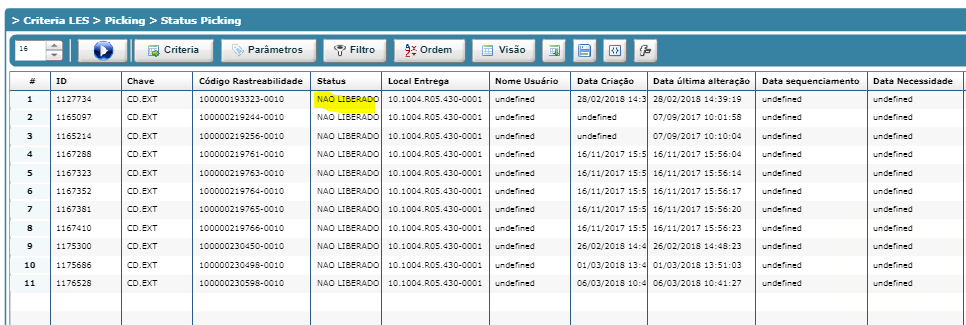 > Criteria LES > Picking > Status Picking
16 Criteria Parâmetros Filtro Ordem Visão
# ID Chave Código Rastreabilidade Status Local Entrega Nome Usuário Data Criação Data última alteração Data sequenciamento Data Necessidade
1 1127734 CD.EXT 100000193323-0010 NAO LIBERADO 10.1004.R05.430-0001 undefined 28/02/2018 14:3 28/02/2018 14:39:19 undefined undefined
2 1165097 CD.EXT 100000219244-0010 NAO LIBERADO 10.1004.R05.430-0001 undefined undefined 07/09/2017 10:01:58 undefined undefined
3 1165214 CD.EXT 100000219256-0010 NAO LIBERADO 10.1004.R05.430-0001 undefined undefined 07/09/2017 10:10:04 undefined undefined
4 1167288 CD.EXT 100000219761-0010 NAO LIBERADO 10.1004.R05.430-0001 undefined 16/11/2017 15:5 16/11/2017 15:56:04 undefined undefined
5 1167323 CD.EXT 100000219763-0010 NAO LIBERADO 10.1004.R05.430-0001 undefined 16/11/2017 15:5 16/11/2017 15:56:14 undefined undefined
6 1167352 CD.EXT 100000219764-0010 NAO LIBERADO 10.1004.R05.430-0001 undefined 16/11/2017 15:5 16/11/2017 15:56:17 undefined undefined
7 1167381 CD.EXT 100000219765-0010 NAO LIBERADO 10.1004.R05.430-0001 undefined 16/11/2017 15:5 16/11/2017 15:56:20 undefined undefined
8 1167410 CD.EXT 100000219766-0010 NAO LIBERADO 10.1004.R05.430-0001 undefined 16/11/2017 15:5 16/11/2017 15:56:23 undefined undefined
9 1175300 CD.EXT 100000230450-0010 NAO LIBERADO 10.1004.R05.430-0001 undefined 26/02/2018 14:4 26/02/2018 14:48:23 undefined undefined
10 1175686 CD.EXT 100000230498-0010 NAO LIBERADO 10.1004.R05.430-0001 undefined 01/03/2018 13:4 01/03/2018 13:51:03 undefined undefined
11 1176528 CD.EXT 100000230598-0010 NAO LIBERADO 10.1004.R05.430-0001 undefined 06/03/2018 10:4 06/03/2018 10:41:27 undefined undefined